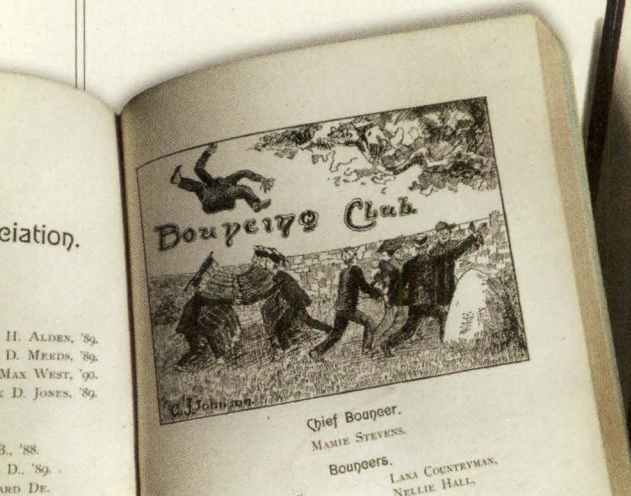 ciation.
H. ALDEN, '89.
D. MEEDS, '89.
MAX WEST, '90.
D. JONES, '89.
B., '88.
D., '89.
ARD DE.
Bouncing Club.
C.J. Johnson.
Chief Bouncer.
MAMIE STEVENS.
Bouncers.
LANA COUNTRYMAN,
NELLIE HALL,